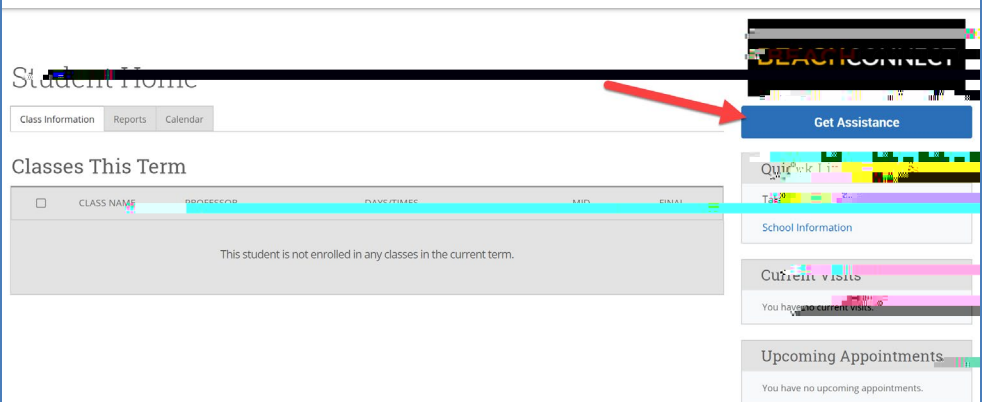 BEACHCONNECT
Student Home
Get Assistance
Class Information Reports Calendar
Classes This Term
CLASS NAME PROFESSOR DAYS/TIMES MID FINAL
This student is not enrolled in any classes in the current term.
Quick
School Information
Current Visits
You have no current visits.
Upcoming Appointments
You have no upcoming appointments.